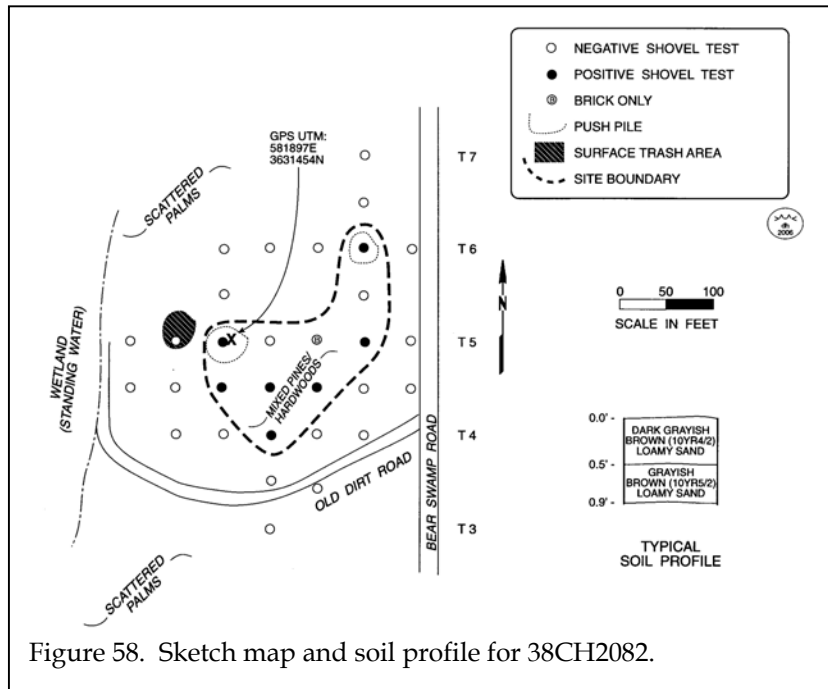 NEGATIVE SHOVEL TEST
POSITIVE SHOVEL TEST
B BRICK ONLY
PUSH PILE
SURFACE TRASH AREA
SITE BOUNDARY
2006
GPS UTM:
581897E
3631454N
T 7
SCATTERED
PALMS
T 6
N
0 50 100
SCALE IN FEET
X
B
T 5
WETLAND
(STANDING WATER)
MIXED PINES/
HARDWOODS
T 4
OLD DIRT ROAD
BEAR SWAMP ROAD
T 3
SCATTERED
PALMS
0.0'-
DARK GRAYISH
BROWN (10YR4/2)
LOAMY SAND
0.5'-
GRAYISH
BROWN (10YR5/2)
LOAMY SAND
0.9'-
TYPICAL
SOIL PROFILE
Figure 58. Sketch map and soil profile for 38CH2082.